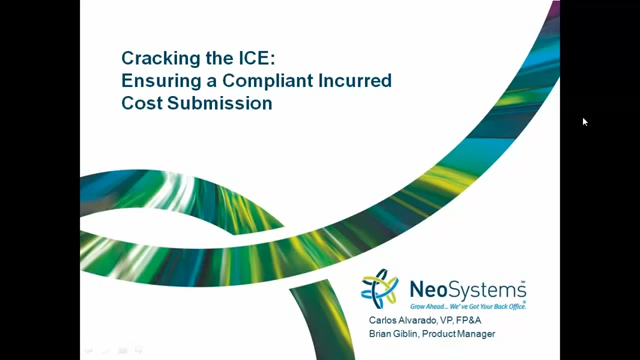 Cracking the ICE:
Ensuring a Compliant Incurred
Cost Submission
NeoSystems
Grow Ahead... We've Got Your Back Office.
Carlos Alvarado, VP, FP&A
Brian Giblin, Product Manager